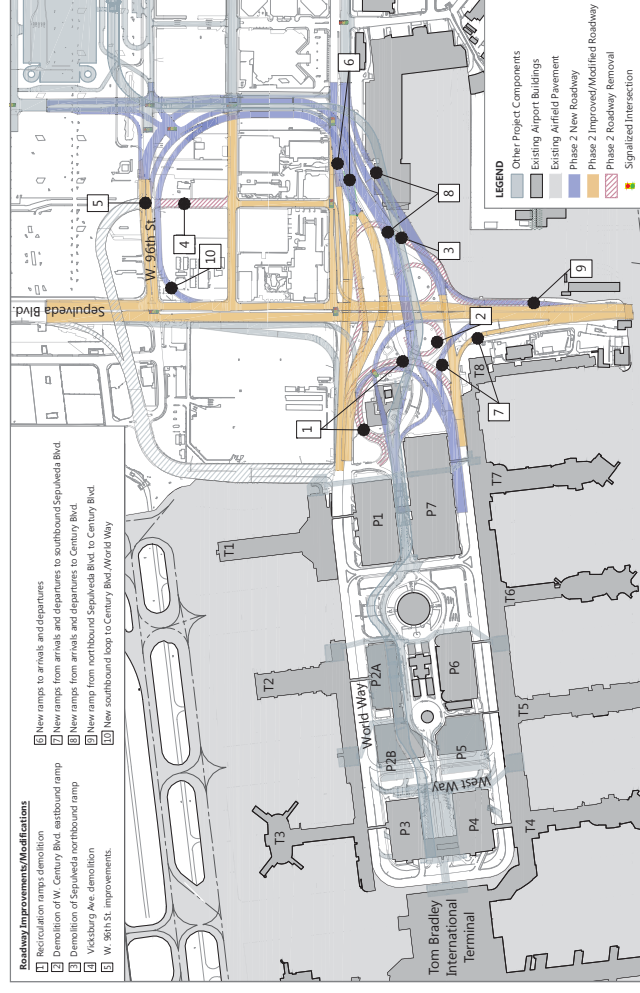 Roadway Improvements/Modifications
1 Recirculation ramps demolition
2 Demolition of W. Century Blvd. eastbound ramp
3 Demolition of Sepulveda northbound ramp
4 Vicksburg Ave. demolition
5 W. 96th St. improvements.
6 New ramps to arrivals and departures
7 New ramps from arrivals and departures to southbound Sepulveda Blvd.
8 New ramps from arrivals and departures to Century Blvd.
9 New ramp from northbound Sepulveda Blvd. to Century Blvd.
10 New southbound loop to Century Blvd./World Way
Sepulveda Blvd.
W. 96th St.
5
4
10
6
8
3
9
2
7
1
T1
T2
T3
T4
T5
T6
T7
T8
P1
P7
P2A
P2B
P3
P4
P5
P6
World Way
West Way
Tom Bradley
International
Terminal
LEGEND
Other Project Components
Existing Airport Buildings
Existing Airfield Pavement
Phase 2 New Roadway
Phase 2 Improved/Modified Roadway
Phase 2 Roadway Removal
Signalized Intersection